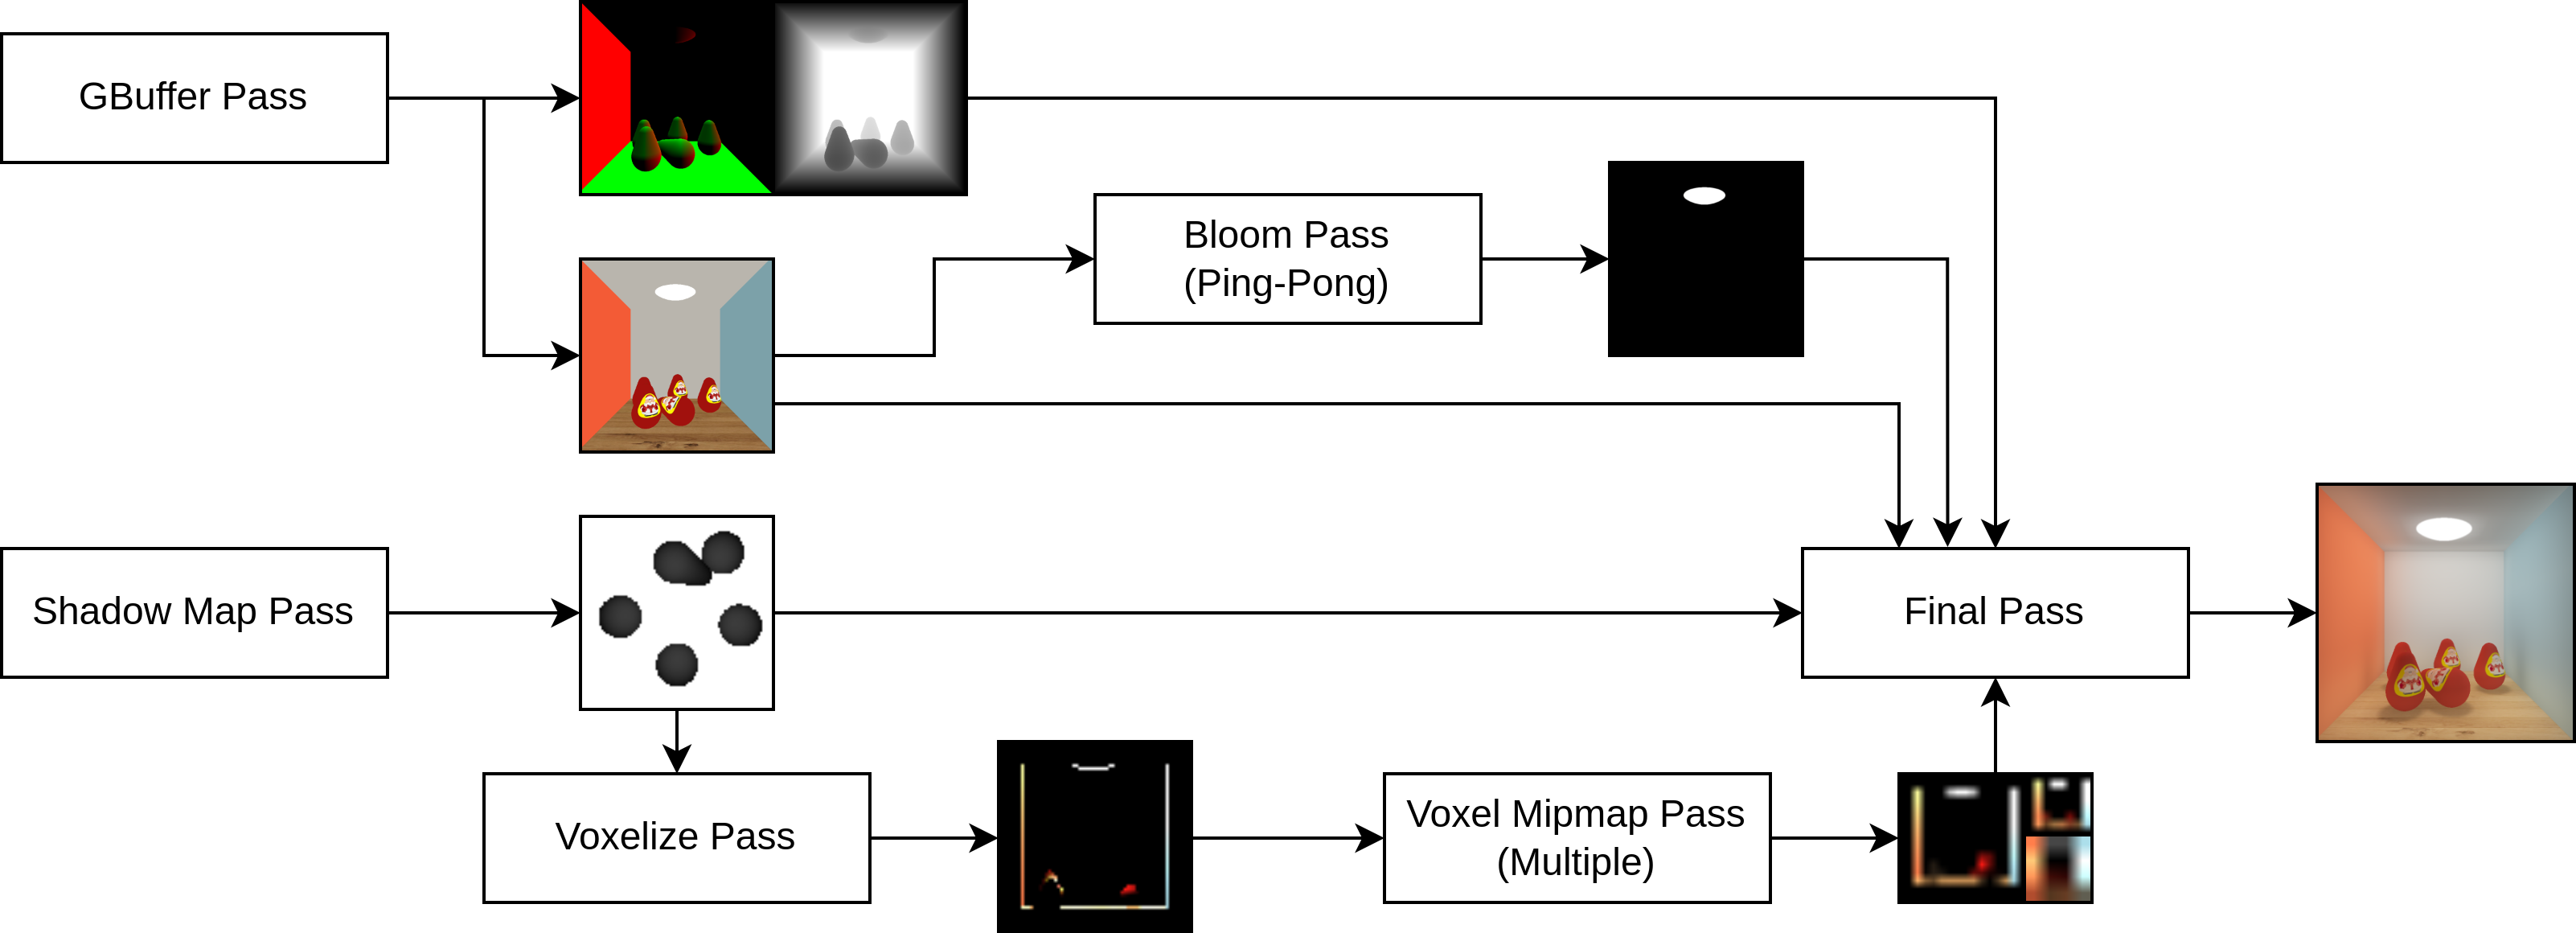 GBuffer Pass
Bloom Pass
(Ping-Pong)
Shadow Map Pass
Final Pass
Voxelize Pass
Voxel Mipmap Pass
(Multiple)